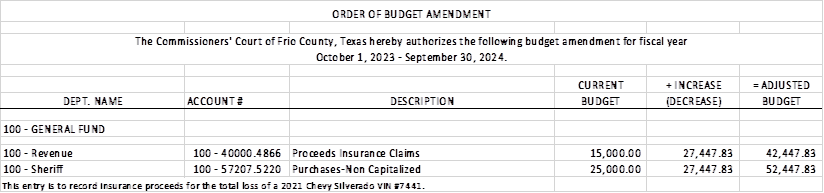 ORDER OF BUDGET AMENDMENT
The Commissioners' Court of Frio County, Texas hereby authorizes the following budget amendment for fiscal year
October 1, 2023 - September 30, 2024.
CURRENT + INCREASE = ADJUSTED
DEPT. NAME ACCOUNT # DESCRIPTION BUDGET (DECREASE) BUDGET
100 - GENERAL FUND
100 - Revenue 100 - 40000.4866 Proceeds Insurance Claims 15,000.00 27,447.83 42,447.83
100 - Sheriff 100 - 57207.5220 Purchases-Non Capitalized 25,000.00 27,447.83 52,447.83
This entry is to record insurance proceeds for the total loss of a 2021 Chevy Silverado VIN #7441.